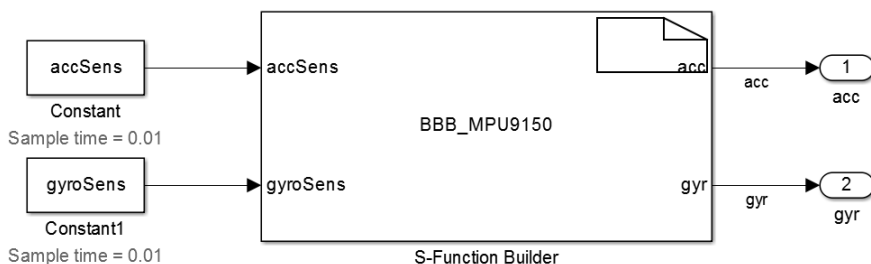 accSens
Constant
Sample time = 0.01
gyroSens
Constant1
Sample time = 0.01
accSens
gyroSens
BBB_MPU9150
acc
gyr
S-Function Builder
acc
gyr
1
acc
2
gyr